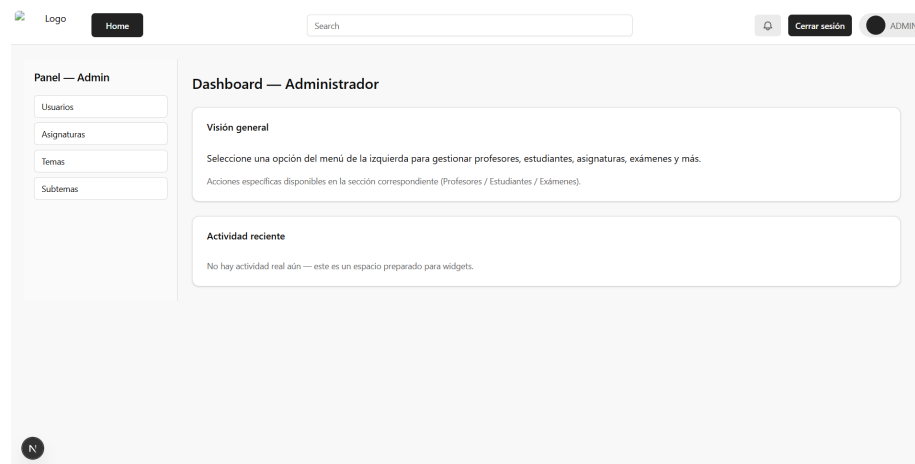 Logo
Home
Search
Cerrar sesión
ADMIN
Panel — Admin
Usuarios
Asignaturas
Temas
Subtemas
Dashboard — Administrador
Visión general
Seleccione una opción del menú de la izquierda para gestionar profesores, estudiantes, asignaturas, exámenes y más.
Acciones específicas disponibles en la sección correspondiente (Profesores / Estudiantes / Exámenes).
Actividad reciente
No hay actividad real aún — este es un espacio preparado para widgets.
N